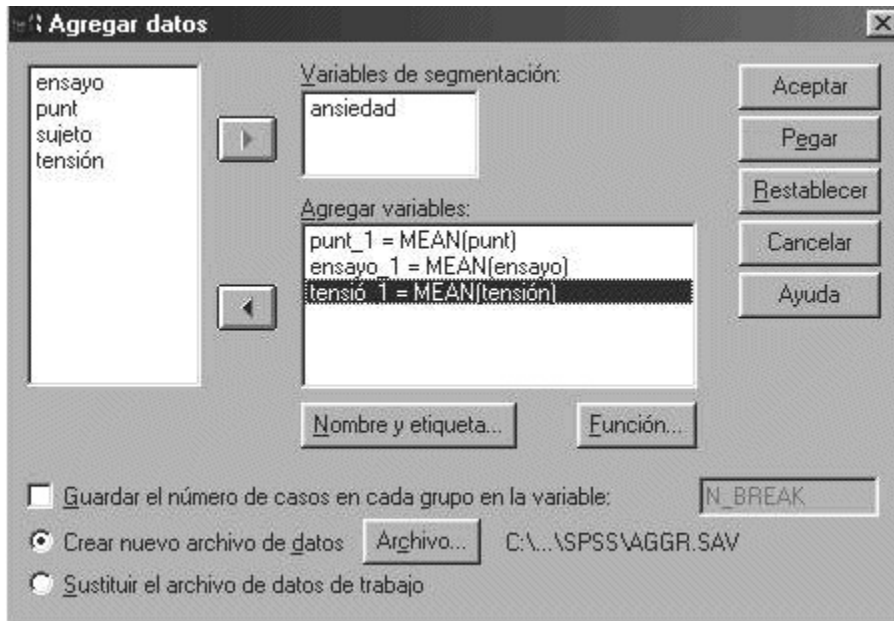 Agregar datos
ensayo
punt
sujeto
tensión
Variables de segmentación:
ansiedad
Agregar variables:
punt_1 = MEAN(punt)
ensayo_1 = MEAN(ensayo)
tensió_1 = MEAN(tensión)
Nombre y etiqueta...
Función...
Aceptar
Pegar
Restablecer
Cancelar
Ayuda
Guardar el número de casos en cada grupo en la variable:
N_BREAK
Crear nuevo archivo de datos
Archivo...
C:\...\SPSS\AGGR.SAV
Sustituir el archivo de datos de trabajo